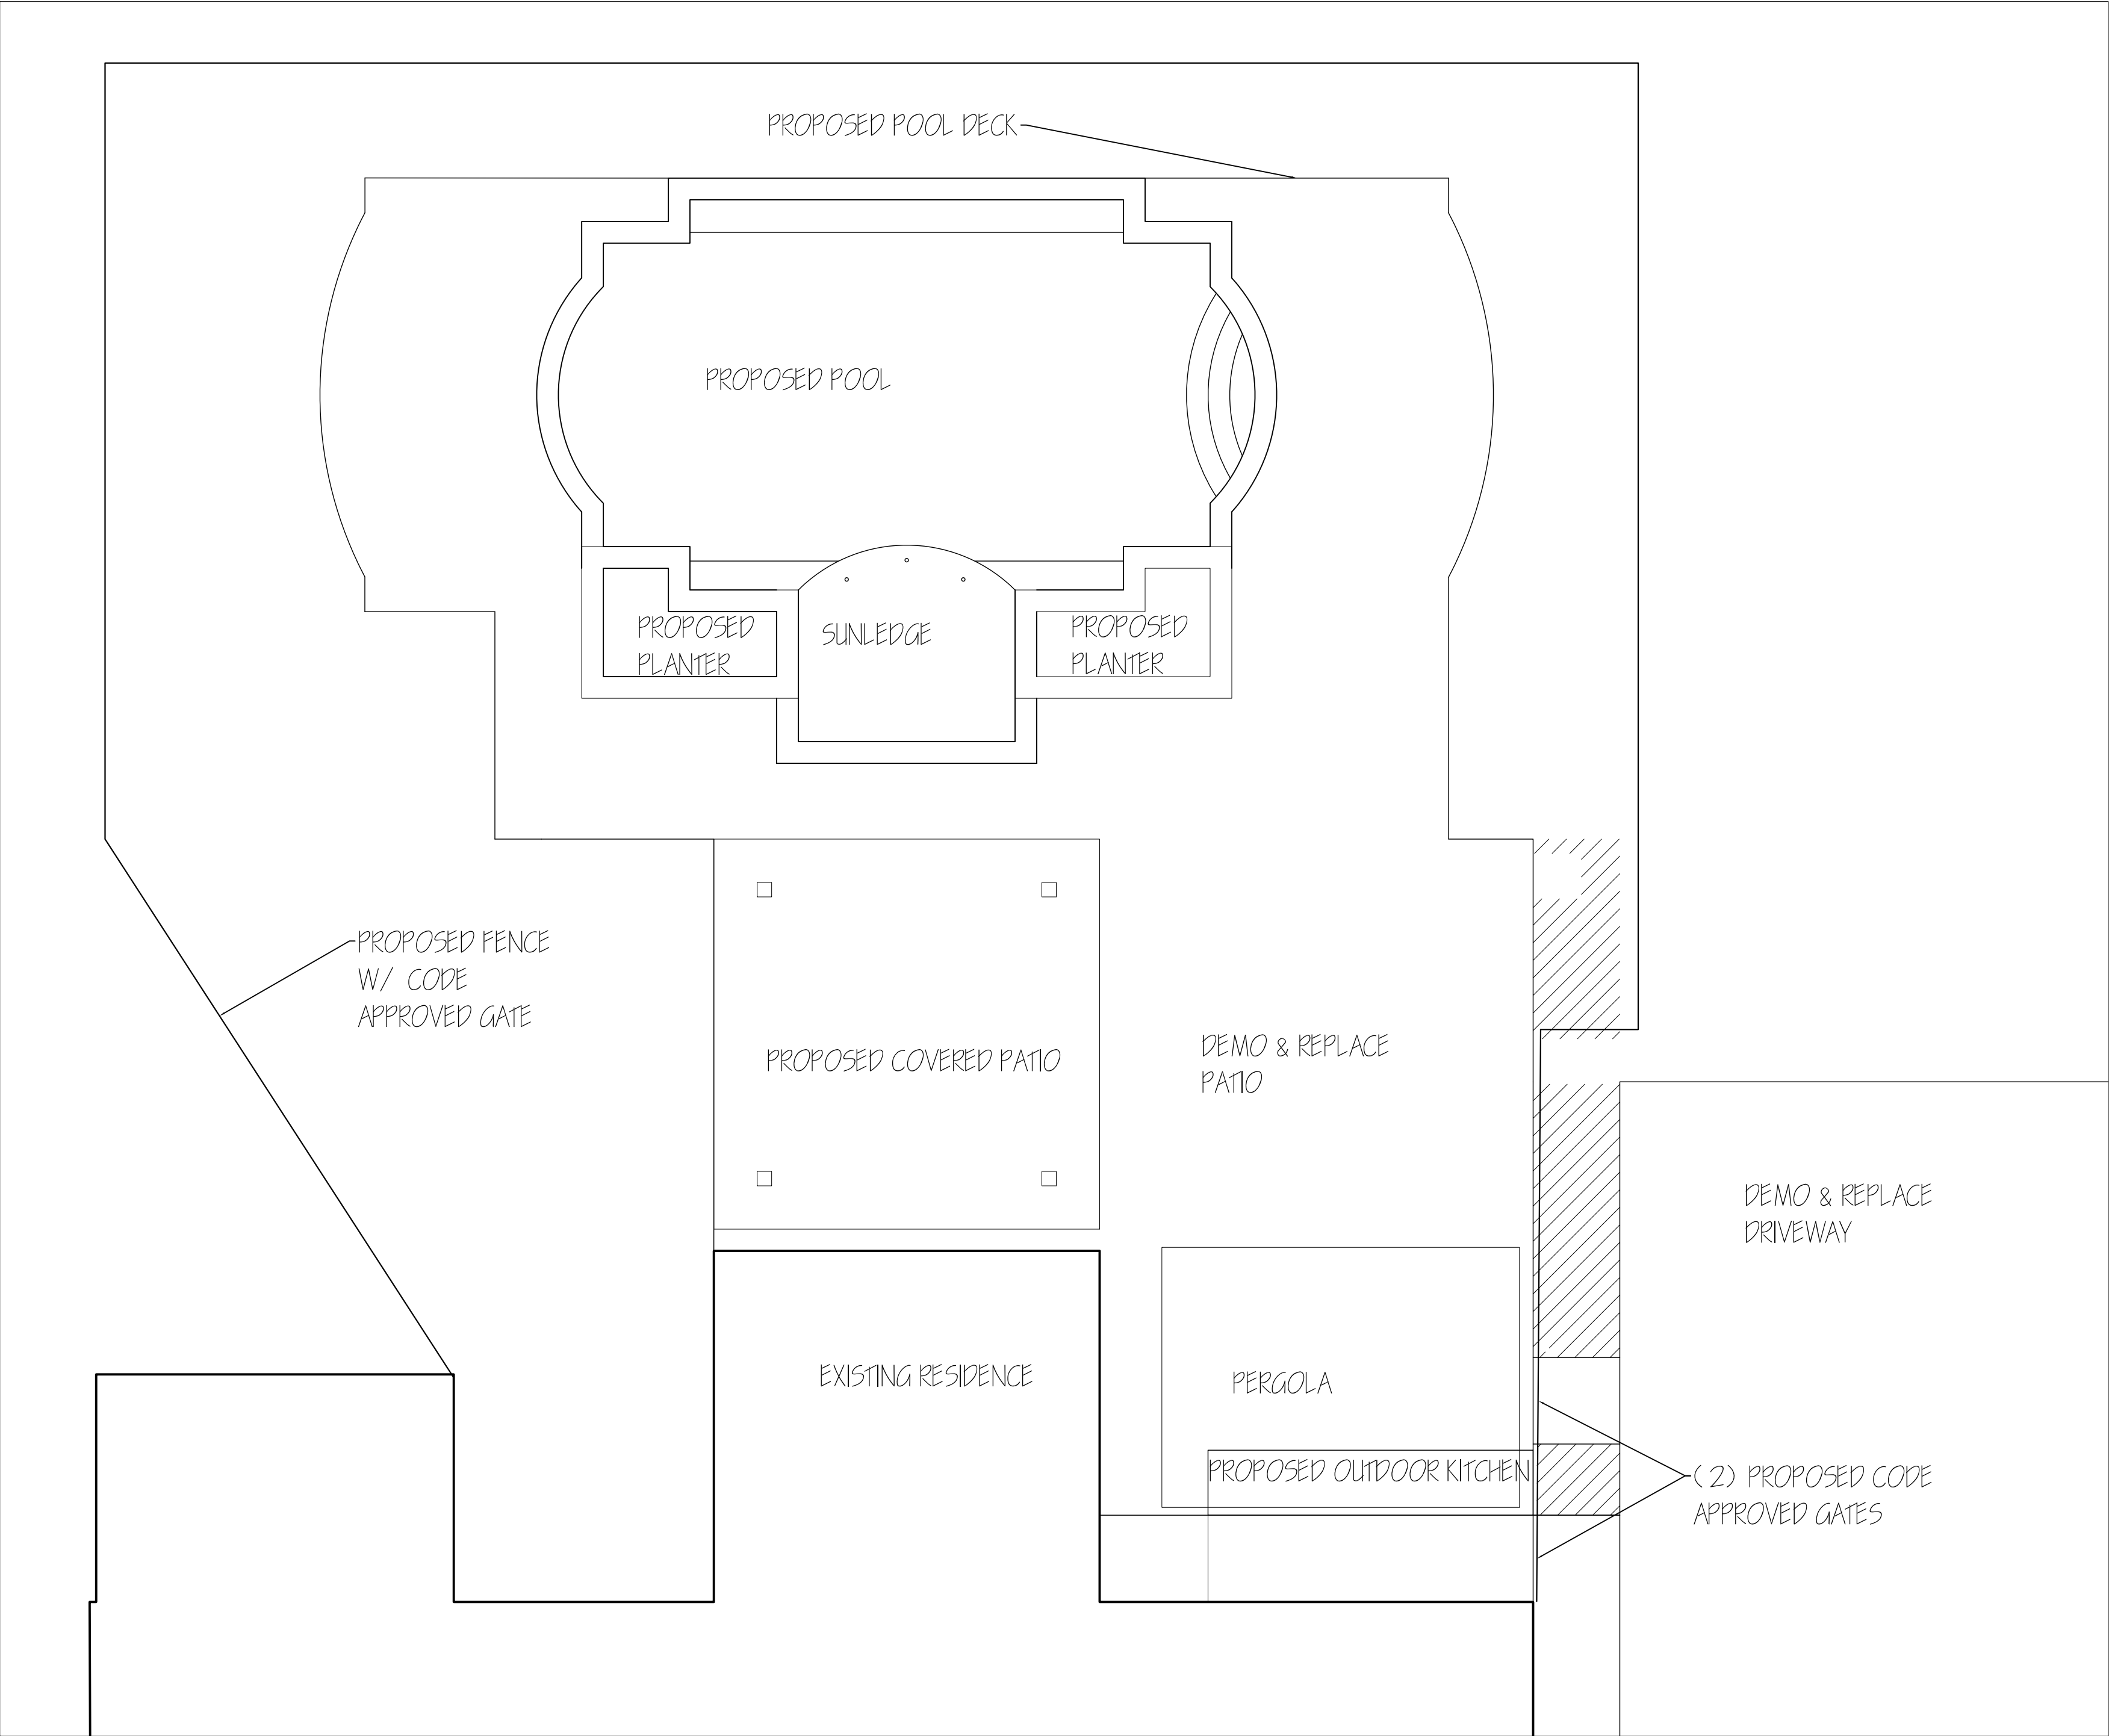 PROPOSED POOL DECK
PROPOSED POOL
PROPOSED
PLANTER
SUNLEDGE
PROPOSED
PLANTER
PROPOSED FENCE
W/ CODE
APPROVED GATE
PROPOSED COVERED PATIO
DEMO & REPLACE
PATIO
DEMO & REPLACE
DRIVEWAY
EXISTING RESIDENCE
PERGOLA
PROPOSED OUTDOOR KITCHEN
(2) PROPOSED CODE
APPROVED GATES